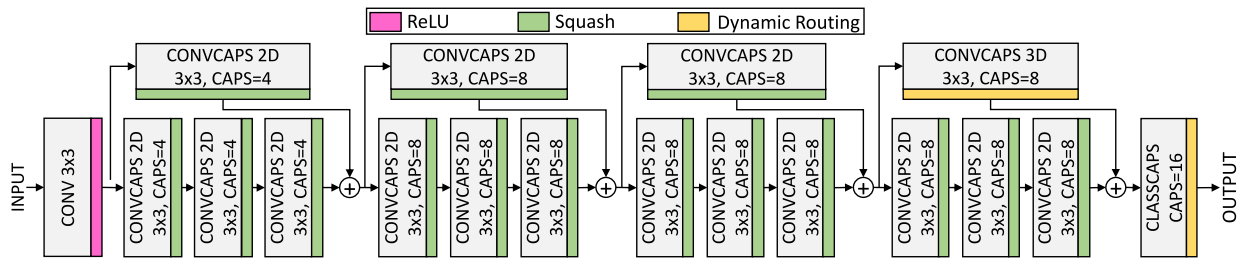 ReLU
Squash
Dynamic Routing
CONVCAPS 2D
3x3, CAPS=4
CONVCAPS 2D
3x3, CAPS=8
CONVCAPS 2D
3x3, CAPS=8
CONVCAPS 3D
3x3, CAPS=8
INPUT
CONV 3x3
CONVCAPS 2D
3x3, CAPS=4
CONVCAPS 2D
3x3, CAPS=4
CONVCAPS 2D
3x3, CAPS=4
+
CONVCAPS 2D
3x3, CAPS=8
CONVCAPS 2D
3x3, CAPS=8
CONVCAPS 2D
3x3, CAPS=8
+
CONVCAPS 2D
3x3, CAPS=8
CONVCAPS 2D
3x3, CAPS=8
CONVCAPS 2D
3x3, CAPS=8
+
CONVCAPS 2D
3x3, CAPS=8
CONVCAPS 2D
3x3, CAPS=8
CONVCAPS 2D
3x3, CAPS=8
+
CLASSCAPS
CAPS=16
OUTPUT